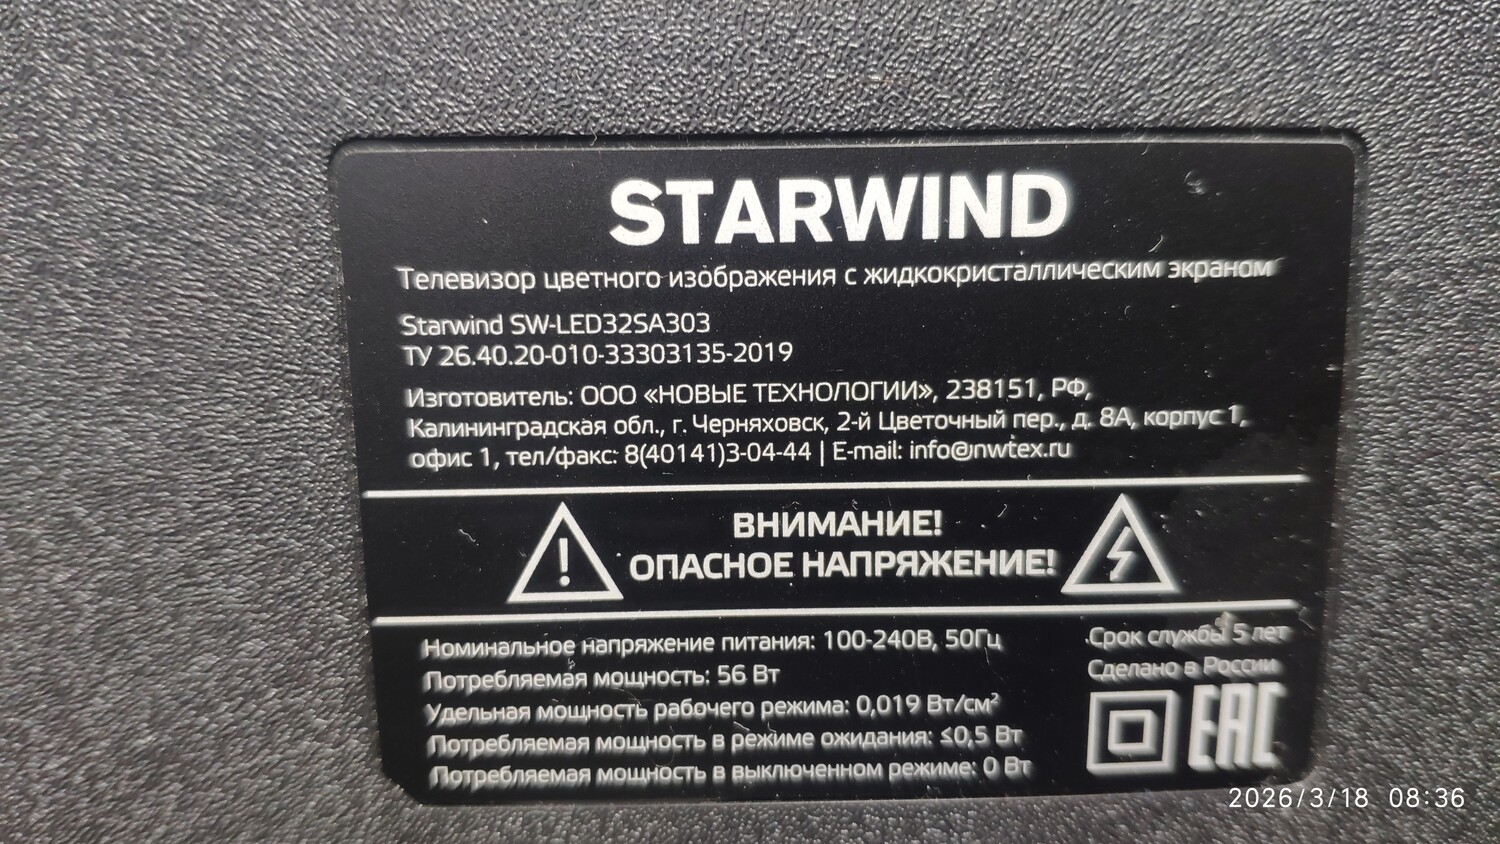 STARWIND
Телевизор цветного изображения с жидкокристаллическим экраном
Starwind SW-LED32SA303
ТУ 26.40.20-010-33303135-2019
Изготовитель: ООО «НОВЫЕ ТЕХНОЛОГИИ», 238151, РФ,
Калининградская обл., г. Черняховск, 2-й Цветочный пер., д. 8А, корпус 1,
офис 1, тел/факс: 8(40141)3-04-44 | E-mail: info@nwtex.ru
ВНИМАНИЕ!
ОПАСНОЕ НАПРЯЖЕНИЕ!
Номинальное напряжение питания: 100-240В, 50Гц
Потребляемая мощность: 56 Вт
Удельная мощность рабочего режима: 0,019 Вт/см²
Потребляемая мощность в режиме ожидания: ≤0,5 Вт
Потребляемая мощность в выключенном режиме: 0 Вт
Срок службы 5 лет
Сделано в России
EAC
2026/3/18 08:36